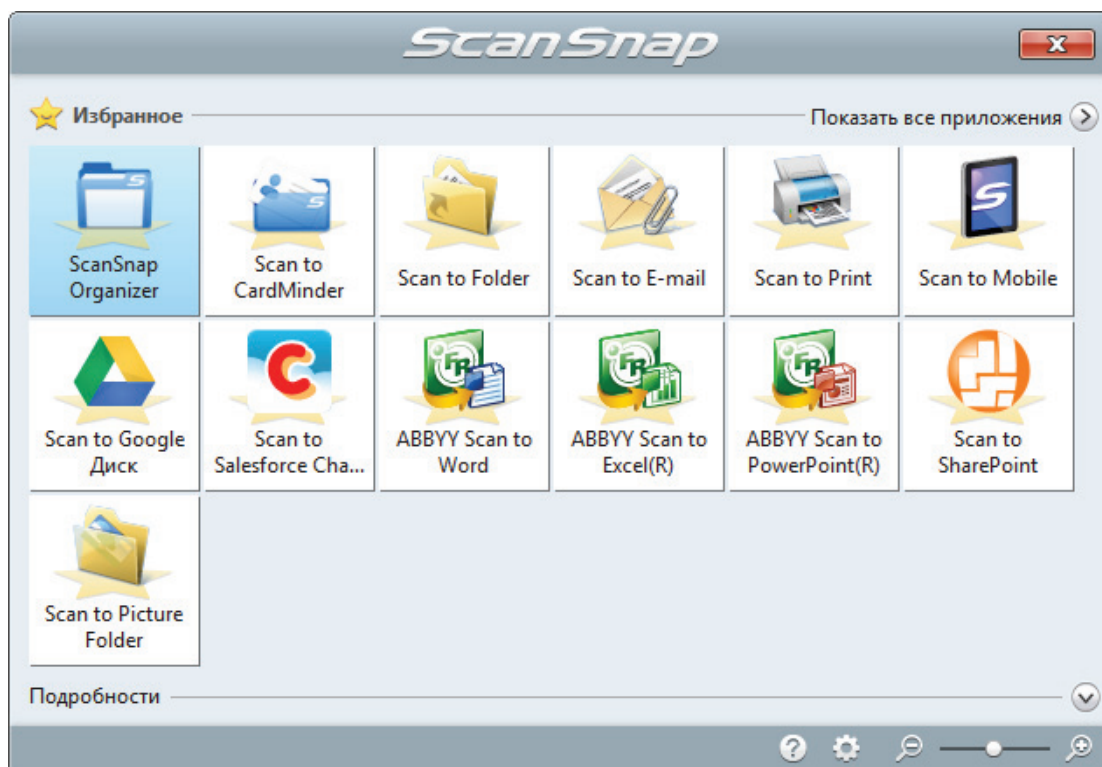 ScanSnap
Избранное
Показать все приложения
ScanSnap
Organizer
Scan to
CardMinder
Scan to Folder
Scan to E-mail
Scan to Print
Scan to Mobile
Scan to Google
Диск
Scan to
Salesforce Cha...
ABBYY Scan to
Word
ABBYY Scan to
Excel(R)
ABBYY Scan to
PowerPoint(R)
Scan to
SharePoint
Scan to Picture
Folder
Подробности